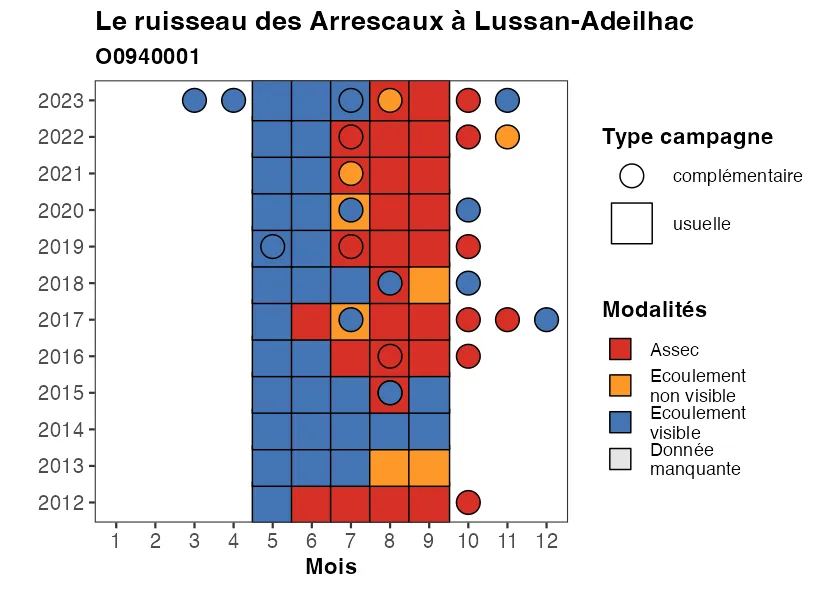 Le ruisseau des Arrescaux à Lussan-Adeilhac
O0940001
2023
2022
2021
2020
2019
2018
2017
2016
2015
2014
2013
2012
1 2 3 4 5 6 7 8 9 10 11 12
Mois
Type campagne
complémentaire
usuelle
Modalités
Assec
Ecoulement
non visible
Ecoulement
visible
Donnée
manquante